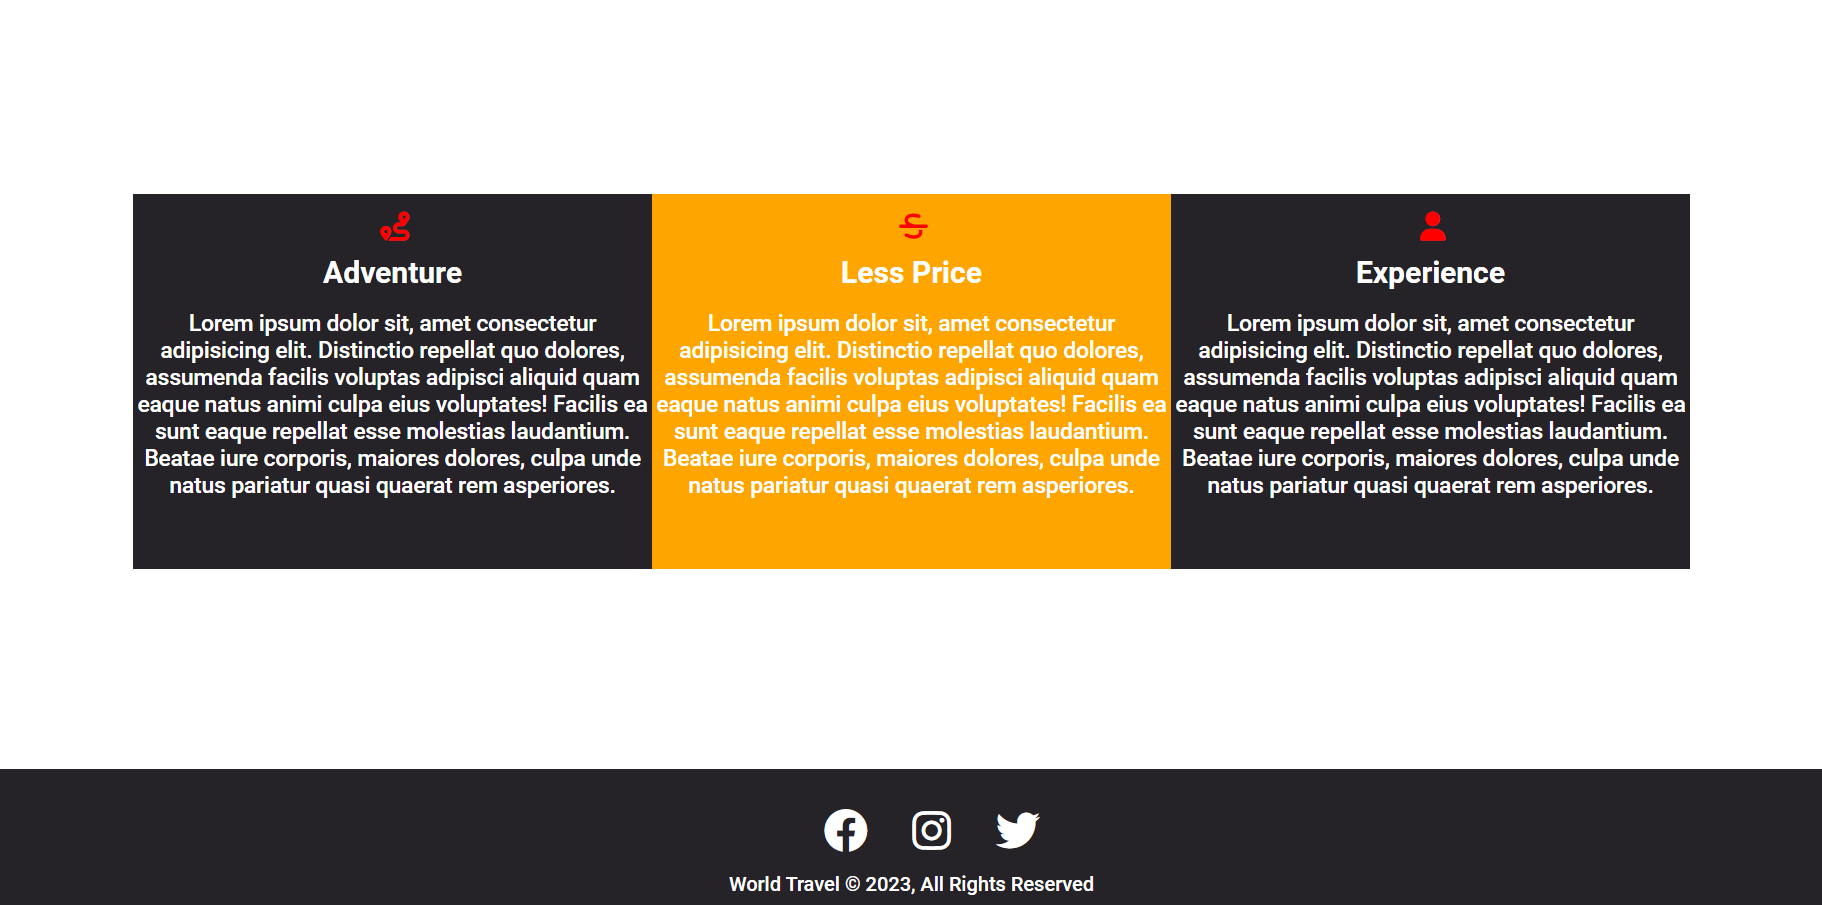 Adventure
Lorem ipsum dolor sit, amet consectetur
adipisicing elit. Distinctio repellat quo dolores,
assumenda facilis voluptas adipisci aliquid quam
eaque natus animi culpa eius voluptates! Facilis ea
sunt eaque repellat esse molestias laudantium.
Beatae iure corporis, maiores dolores, culpa unde
natus pariatur quasi quaerat rem asperiores.
Less Price
Lorem ipsum dolor sit, amet consectetur
adipisicing elit. Distinctio repellat quo dolores,
assumenda facilis voluptas adipisci aliquid quam
eaque natus animi culpa eius voluptates! Facilis ea
sunt eaque repellat esse molestias laudantium.
Beatae iure corporis, maiores dolores, culpa unde
natus pariatur quasi quaerat rem asperiores.
Experience
Lorem ipsum dolor sit, amet consectetur
adipisicing elit. Distinctio repellat quo dolores,
assumenda facilis voluptas adipisci aliquid quam
eaque natus animi culpa eius voluptates! Facilis ea
sunt eaque repellat esse molestias laudantium.
Beatae iure corporis, maiores dolores, culpa unde
natus pariatur quasi quaerat rem asperiores.
World Travel © 2023, All Rights Reserved